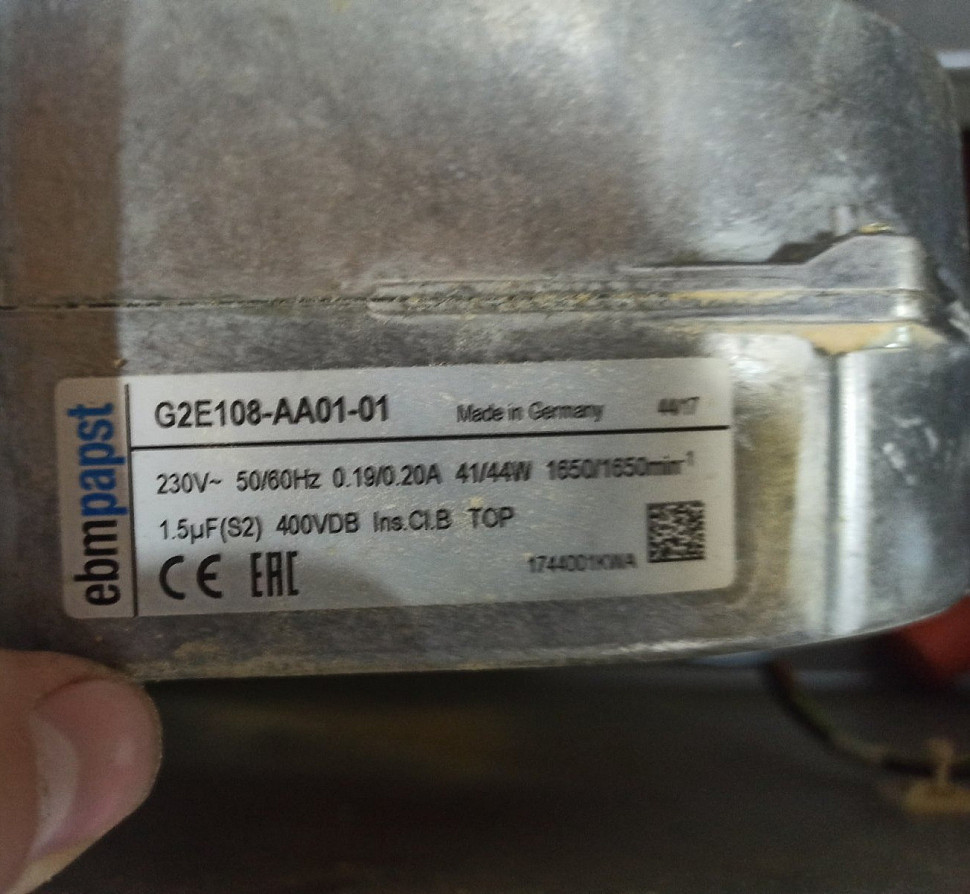 ebmpapst
G2E108-AA01-01 Made in Germany 44/17
230V~ 50/60Hz 0.19/0.20A 41/44W 1650/1650min⁻¹
1.5µF(S2) 400VDB Ins.Cl.B TOP
CE EAC 1744001KWA